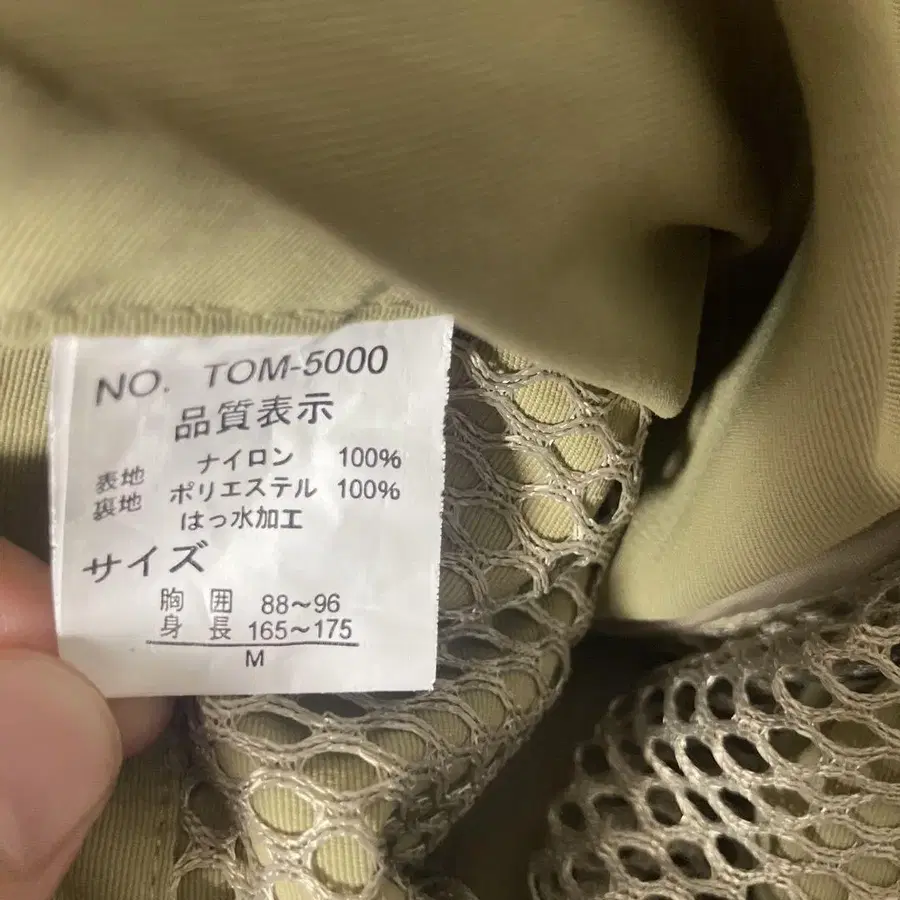 NO. TOM-5000
品質表示
表地 ナイロン 100%
裏地 ポリエステル 100%
はっ水加工
サイズ
胸囲 88～96
身長 165～175
M